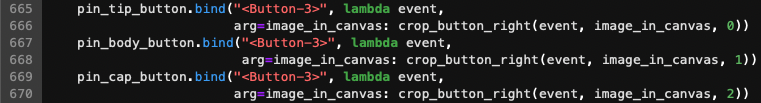 665 pin_tip_button.bind("<Button-3>", lambda event,
666 arg=image_in_canvas: crop_button_right(event, image_in_canvas, 0))
667 pin_body_button.bind("<Button-3>", lambda event,
668 arg=image_in_canvas: crop_button_right(event, image_in_canvas, 1))
669 pin_cap_button.bind("<Button-3>", lambda event,
670 arg=image_in_canvas: crop_button_right(event, image_in_canvas, 2))